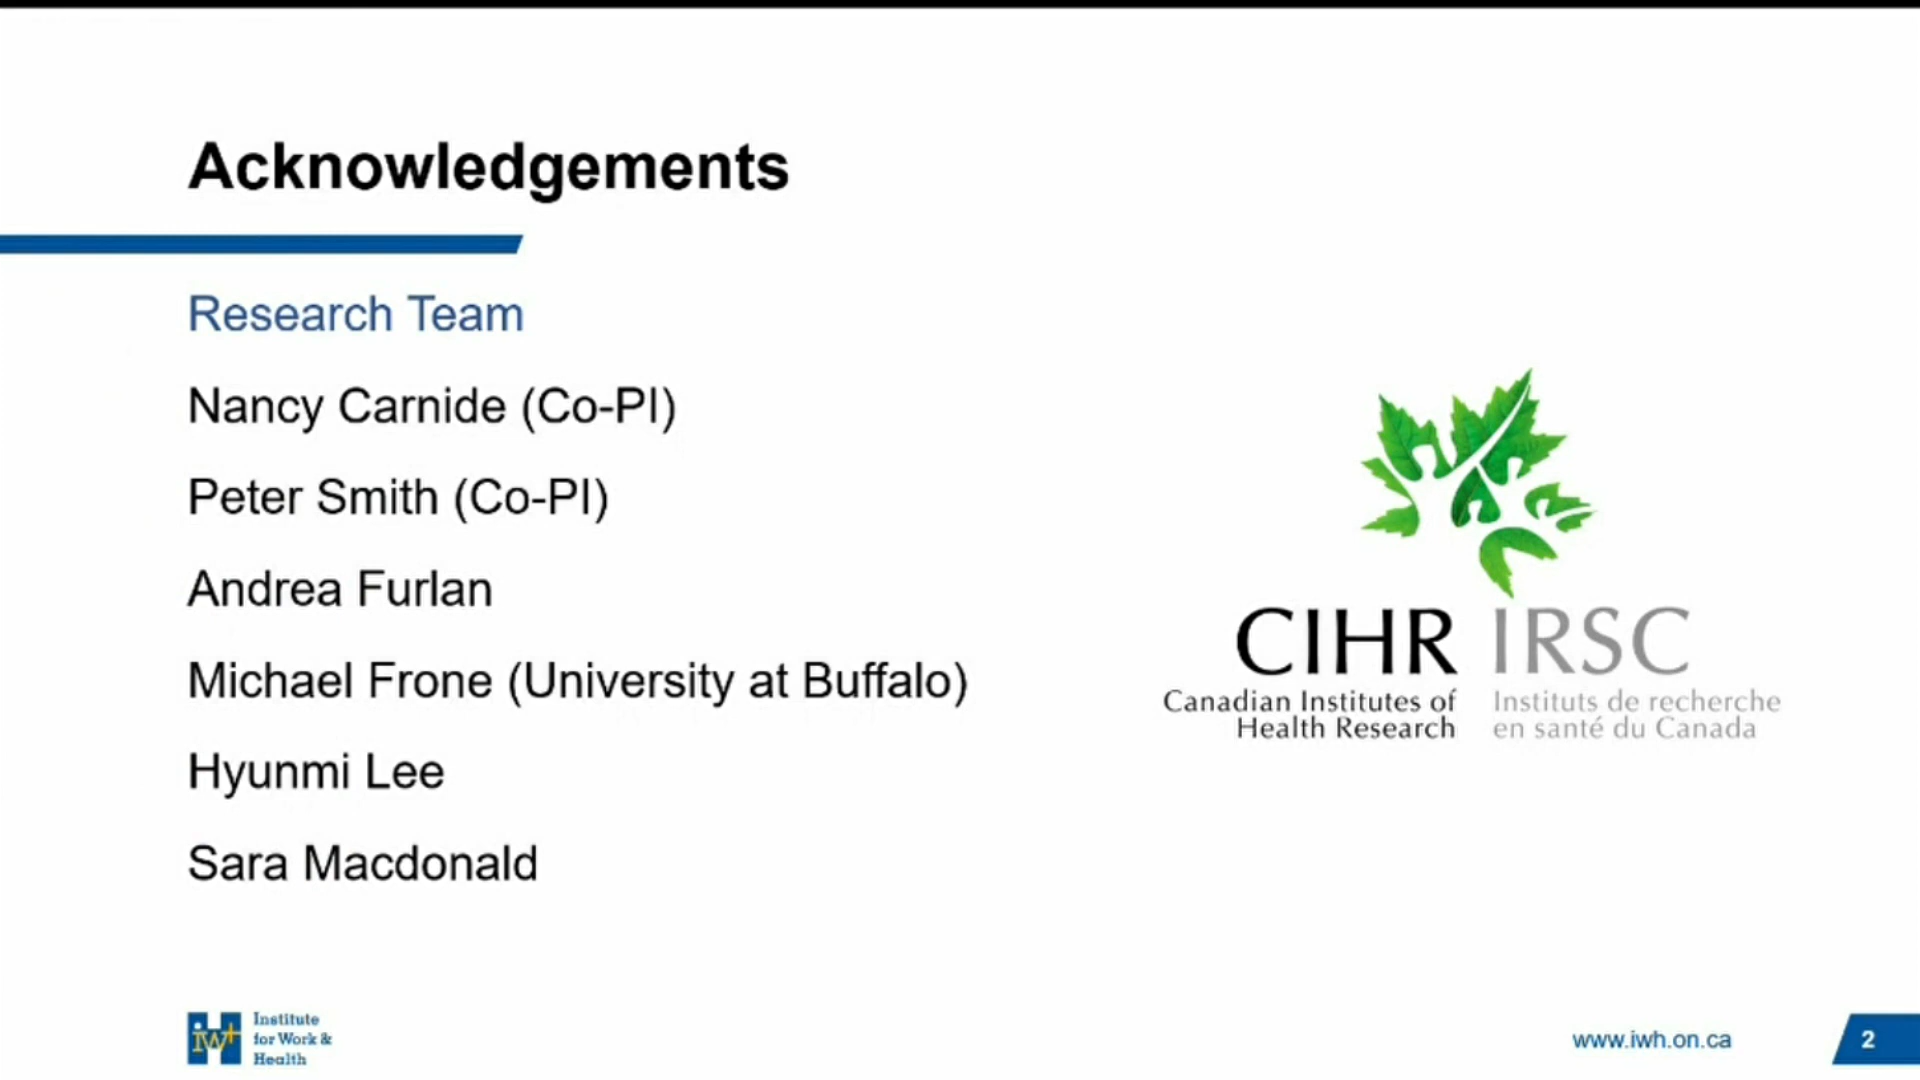 Acknowledgements
Research Team
Nancy Carnide (Co-PI)
Peter Smith (Co-PI)
Andrea Furlan
Michael Frone (University at Buffalo)
Hyunmi Lee
Sara Macdonald
CIHR IRSC
Canadian Institutes of Health Research
Instituts de recherche en santé du Canada
iwh
Institute
for Work &
Health
www.iwh.on.ca
2